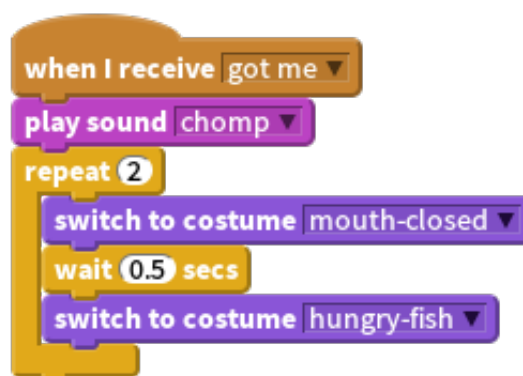 when I receive got me
play sound chomp
repeat 2
switch to costume mouth-closed
wait 0.5 secs
switch to costume hungry-fish